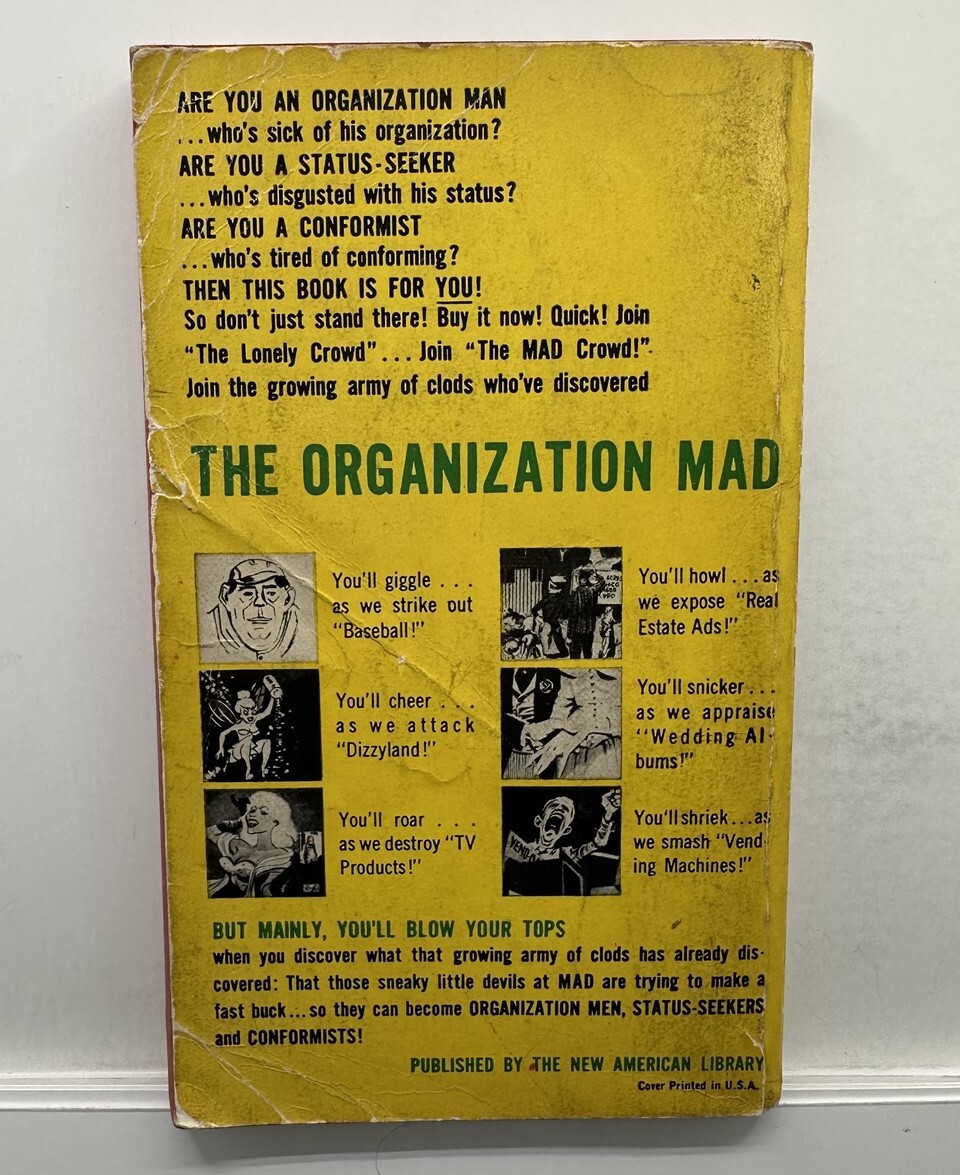 ARE YOU AN ORGANIZATION MAN
...who's sick of his organization?
ARE YOU A STATUS-SEEKER
...who's disgusted with his status?
ARE YOU A CONFORMIST
...who's tired of conforming?
THEN THIS BOOK IS FOR YOU!
So don't just stand there! Buy it now! Quick! Join
“The Lonely Crowd”... Join “The MAD Crowd!”
Join the growing army of clods who've discovered
THE ORGANIZATION MAD
You'll giggle . . .
as we strike out
“Baseball!”
You'll howl . . . as
we expose “Real
Estate Ads!”
You'll cheer . . .
as we attack
“Dizzyland!”
You'll snicker . . .
as we appraise
“Wedding Al-
bums!”
You'll roar . . .
as we destroy “TV
Products!”
VEND
You'll shriek...as
we smash “Vend-
ing Machines!”
BUT MAINLY, YOU'LL BLOW YOUR TOPS
when you discover what that growing army of clods has already dis-
covered: That those sneaky little devils at MAD are trying to make a
fast buck...so they can become ORGANIZATION MEN, STATUS-SEEKERS
and CONFORMISTS!
PUBLISHED BY THE NEW AMERICAN LIBRARY
Cover Printed in U.S.A.